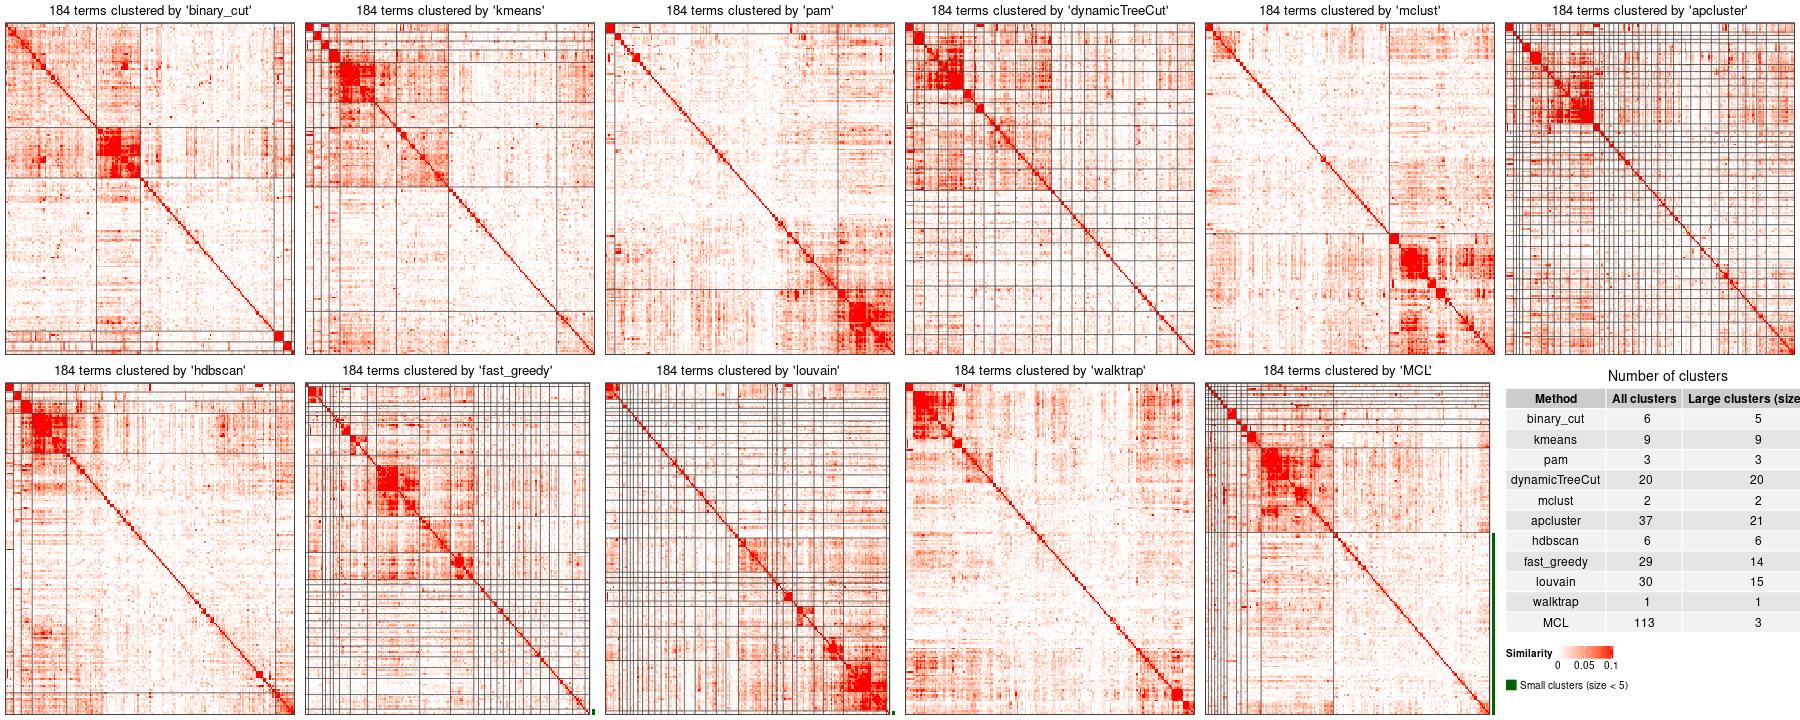 184 terms clustered by 'binary_cut'
184 terms clustered by 'kmeans'
184 terms clustered by 'pam'
184 terms clustered by 'dynamicTreeCut'
184 terms clustered by 'mclust'
184 terms clustered by 'apcluster'
184 terms clustered by 'hdbscan'
184 terms clustered by 'fast_greedy'
184 terms clustered by 'louvain'
184 terms clustered by 'walktrap'
184 terms clustered by 'MCL'
Number of clusters
Method All clusters Large clusters (size
binary_cut 6 5
kmeans 9 9
pam 3 3
dynamicTreeCut 20 20
mclust 2 2
apcluster 37 21
hdbscan 6 6
fast_greedy 29 14
louvain 30 15
walktrap 1 1
MCL 113 3
Similarity
0 0.05 0.1
Small clusters (size < 5)